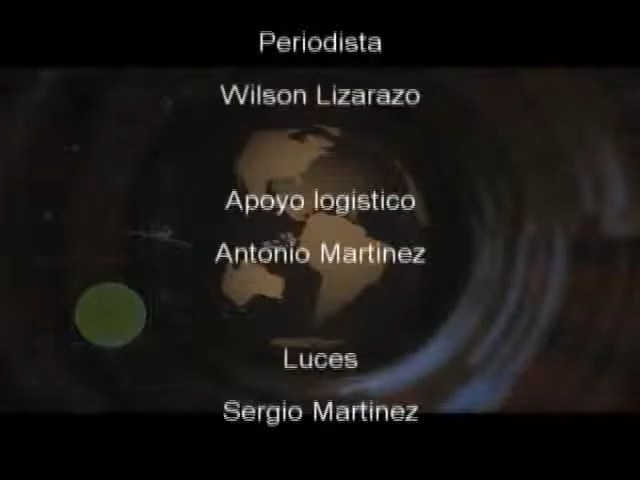 Periodista
Wilson Lizarazo
Apoyo logistico
Antonio Martinez
Luces
Sergio Martinez